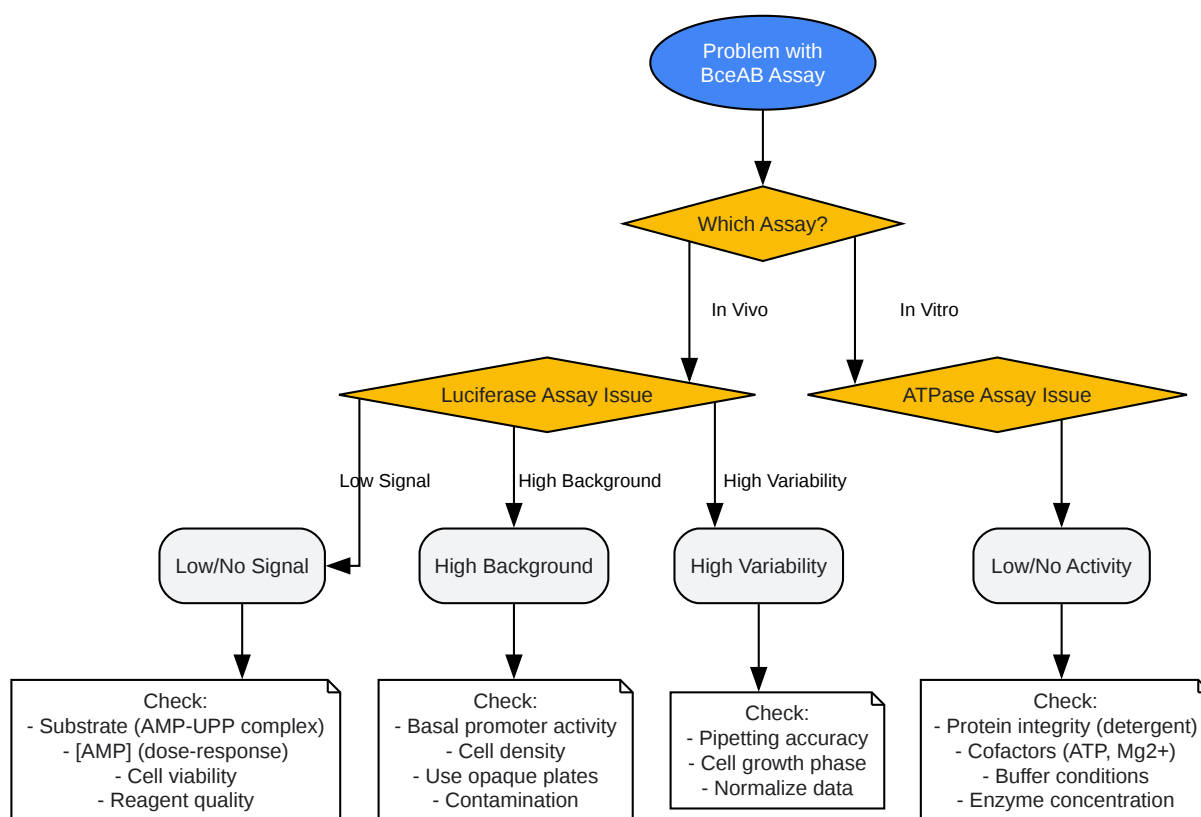 Problem with
BceAB Assay
Which Assay?
In Vivo
In Vitro
Luciferase Assay Issue
ATPase Assay Issue
Low Signal
High Background
High Variability
Low/No Signal
High Background
High Variability
Low/No Activity
Check:
- Substrate (AMP-UPP complex)
- [AMP] (dose-response)
- Cell viability
- Reagent quality
Check:
- Basal promoter activity
- Cell density
- Use opaque plates
- Contamination
Check:
- Pipetting accuracy
- Cell growth phase
- Normalize data
Check:
- Protein integrity (detergent)
- Cofactors (ATP, Mg2+)
- Buffer conditions
- Enzyme concentration